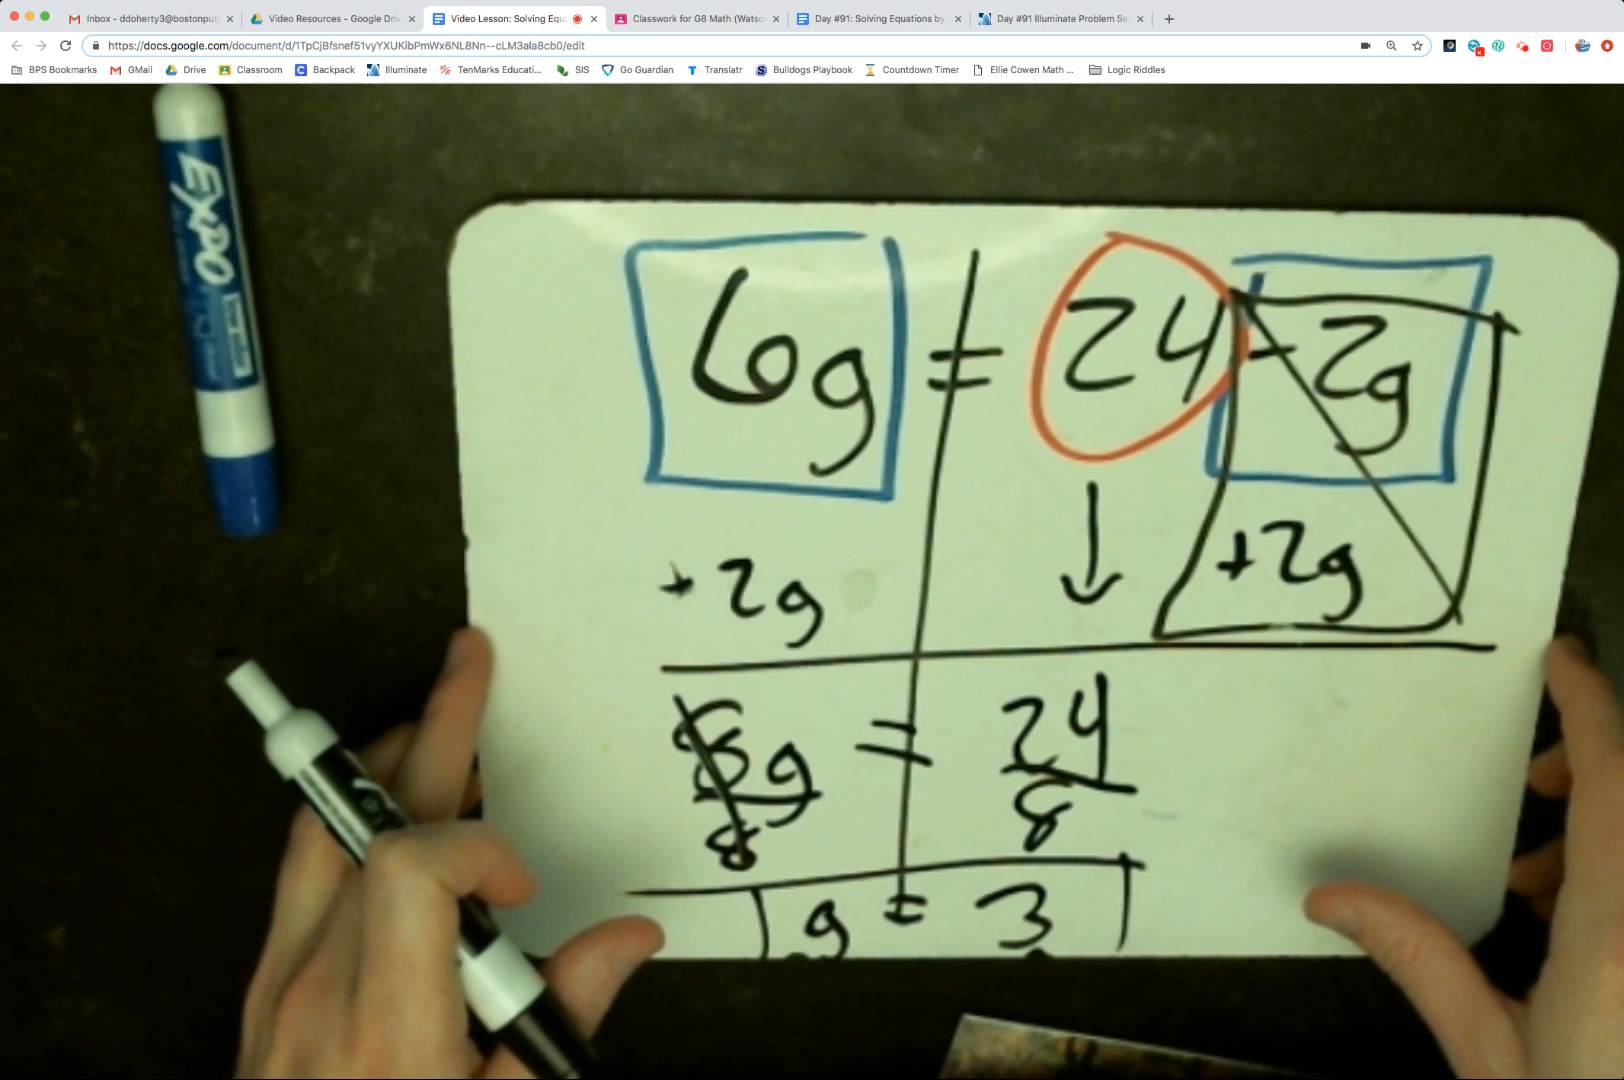 Inbox - ddoherty3@bostonpub
Video Resources - Google Driv
Video Lesson: Solving Equ
Classwork for G8 Math (Watso
Day #91: Solving Equations by
Day #91 Illuminate Problem Se
https://docs.google.com/document/d/1TpCjBfsnef51vyYXUKibPmWx6NL8Nn--cLM3ala8cb0/edit
BPS Bookmarks GMail Drive Classroom Backpack Illuminate TenMarks Educati... SIS Go Guardian Translatr Bulldogs Playbook Countdown Timer Ellie Cowen Math ... Logic Riddles
EXPO
6g = 24 - 2g
+2g +2g
8g = 24
8 8
g = 3